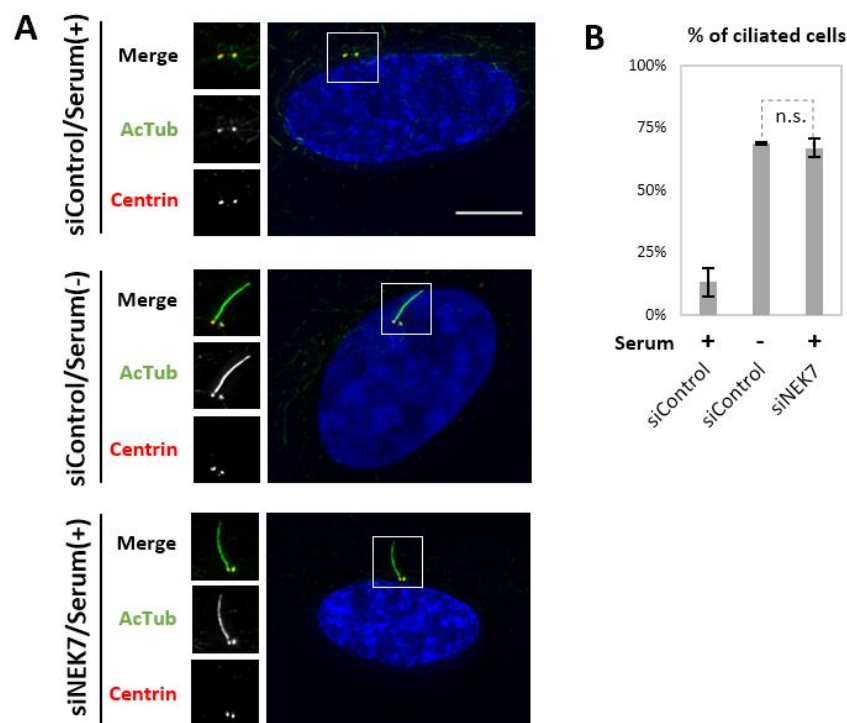 A
siControl/Serum(+)
Merge
AcTub
Centrin
siControl/Serum(-)
Merge
AcTub
Centrin
siNEK7/Serum(+)
Merge
AcTub
Centrin
B
% of ciliated cells
100%
75%
50%
25%
0%
n.s.
Serum + - +
siControl siControl siNEK7